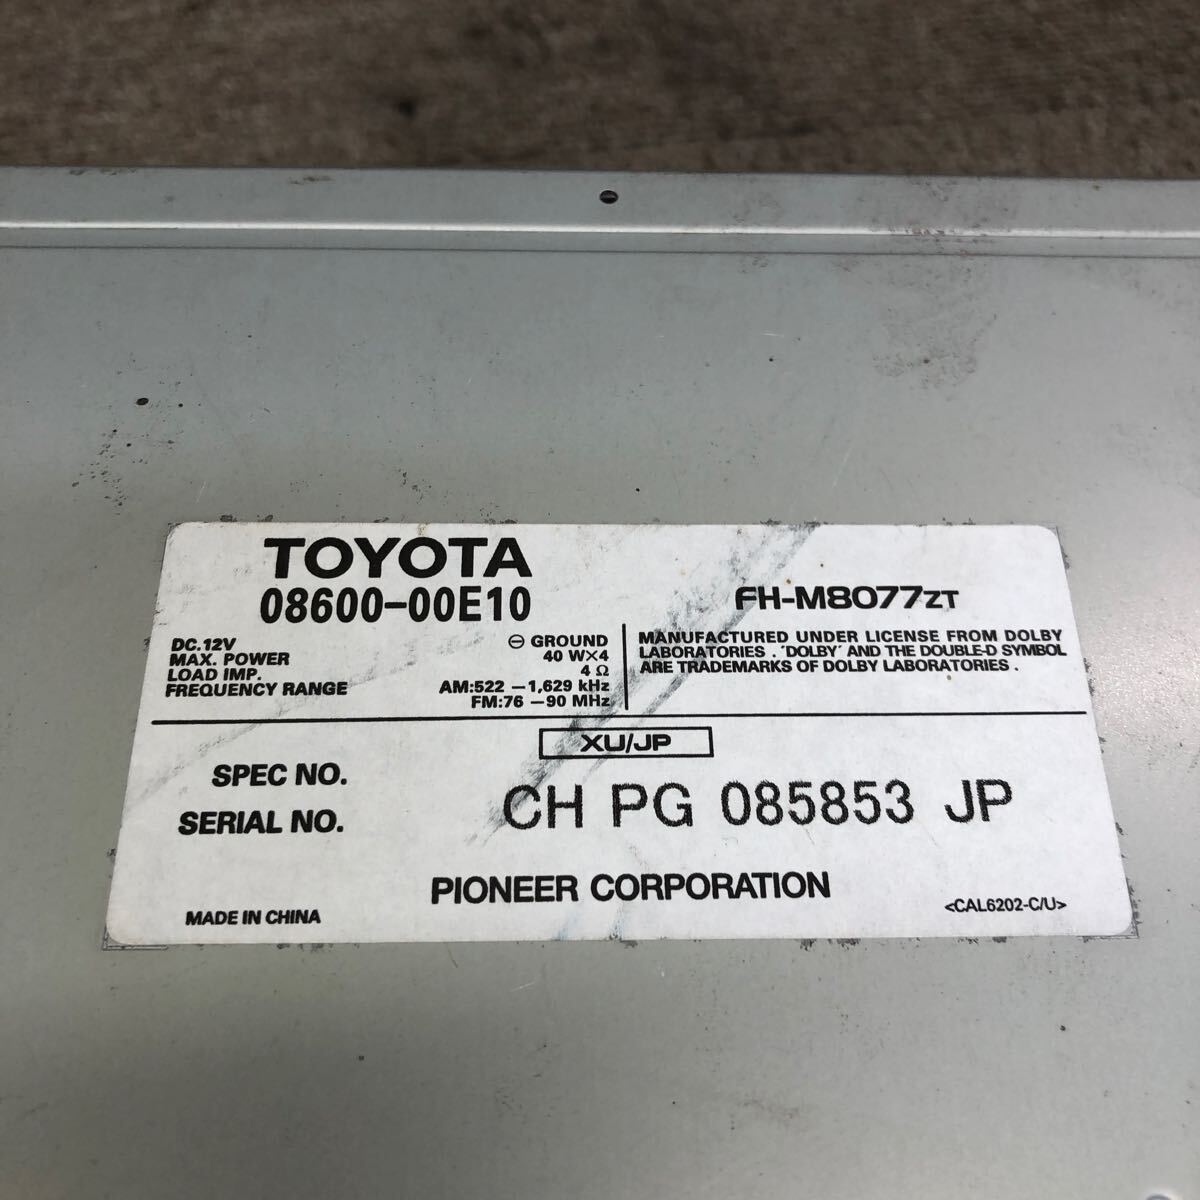 TOYOTA
08600-00E10
FH-M8077ZT
DC.12V ⊖ GROUND
MAX. POWER 40 W×4
LOAD IMP. 4 Ω
FREQUENCY RANGE AM:522 –1,629 kHz
FM:76 –90 MHz
MANUFACTURED UNDER LICENSE FROM DOLBY
LABORATORIES . 'DOLBY' AND THE DOUBLE-D SYMBOL
ARE TRADEMARKS OF DOLBY LABORATORIES .
XU/JP
SPEC NO.
SERIAL NO. CH PG 085853 JP
PIONEER CORPORATION
MADE IN CHINA <CAL6202-C/U>